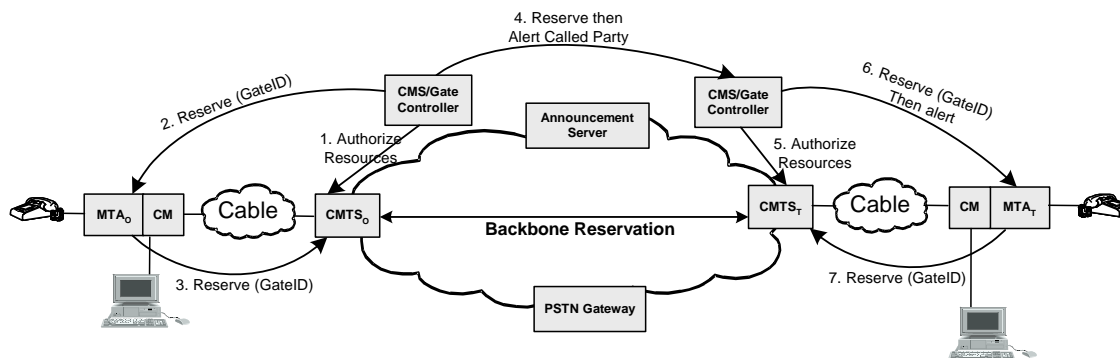 4. Reserve then
Alert Called Party
6. Reserve (GateID)
Then alert
2. Reserve (GateID)
CMS/Gate
Controller
CMS/Gate
Controller
Announcement
Server
1. Authorize
Resources
5. Authorize
Resources
MTAO
CM
Cable
CMTSO
Backbone Reservation
CMTST
Cable
CM
MTAT
3. Reserve (GateID)
7. Reserve (GateID)
PSTN Gateway